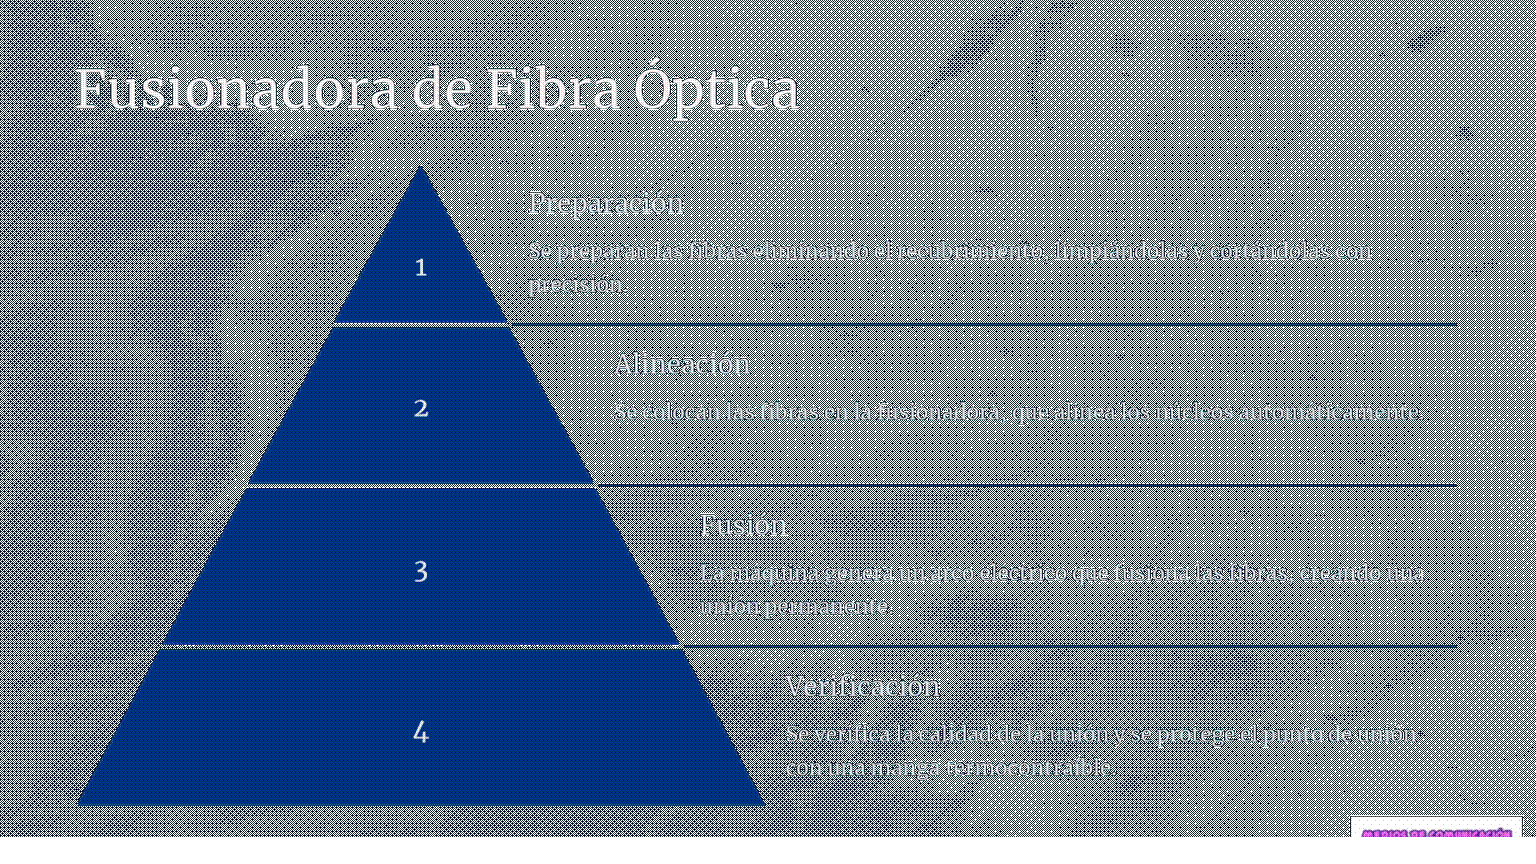 Fusionadora de Fibra Óptica
1
Preparación
Se preparan las fibras eliminando el recubrimiento, limpiándolas y cortándolas con
precisión.
2
Alineación
Se colocan las fibras en la fusionadora, que alinea los núcleos automáticamente.
3
Fusión
La máquina genera un arco eléctrico que fusiona las fibras, creando una
unión permanente.
4
Verificación
Se verifica la calidad de la unión y se protege el punto de unión
con una manga termocontraíble.
MEDIOS DE COMUNICACIÓN